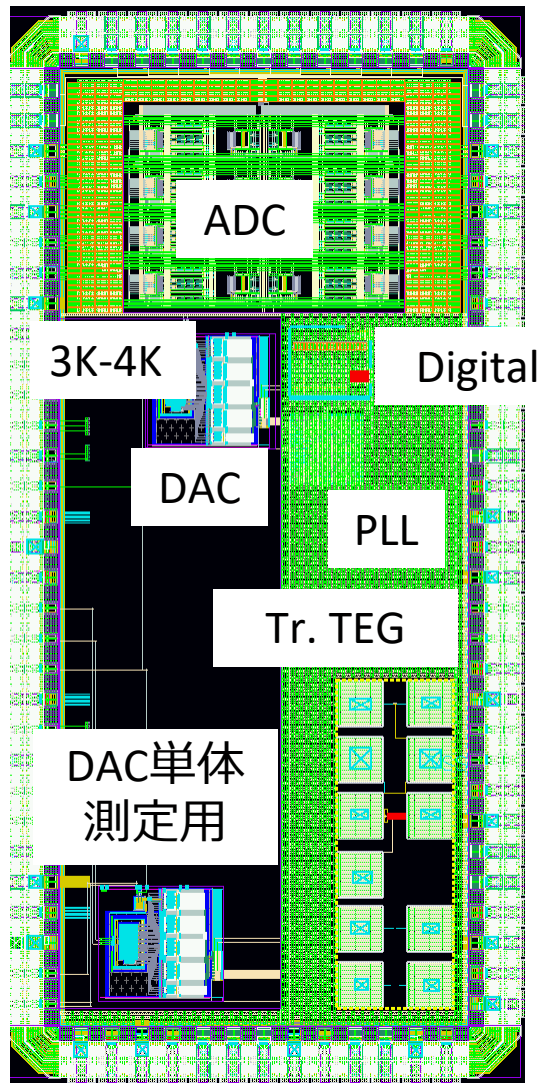 ADC
3K-4K
Digital
DAC
PLL
Tr. TEG
DAC単体
測定用